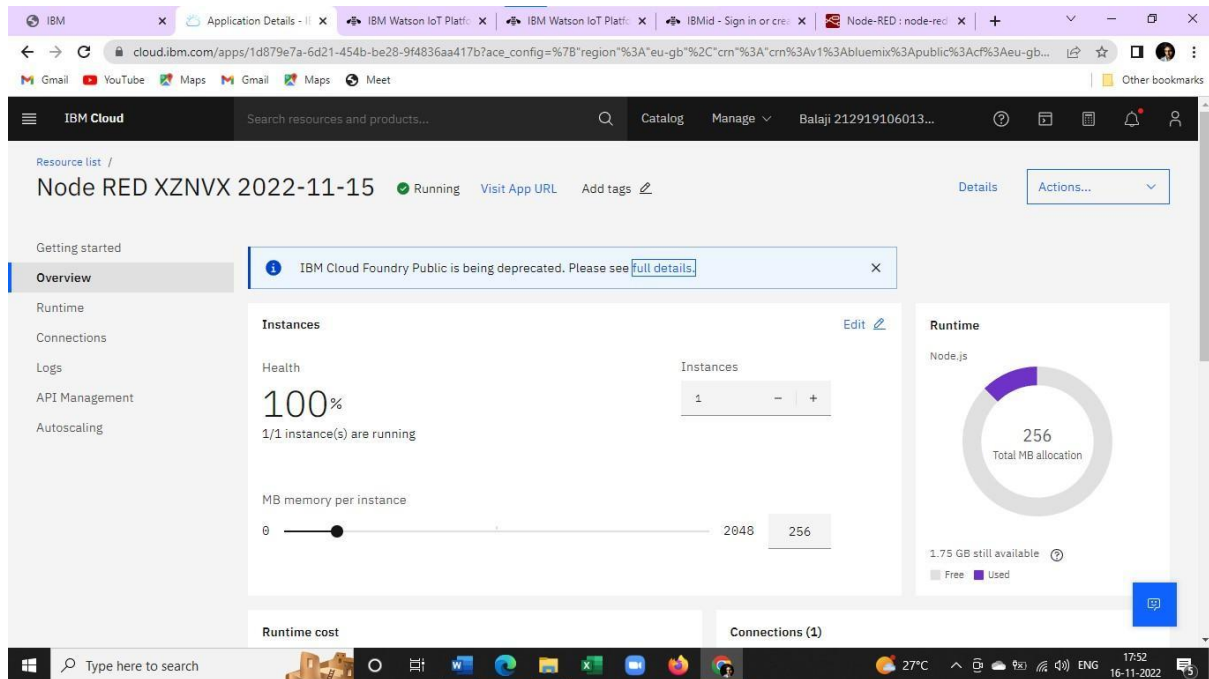 IBM
Application Details - I
IBM Watson IoT Platfo
IBM Watson IoT Platfo
IBMid - Sign in or crea
Node-RED : node-red
cloud.ibm.com/apps/1d879e7a-6d21-454b-be28-9f4836aa417b?ace_config=%7B"region"%3A"eu-gb"%2C"crn"%3A"crn%3Av1%3Abluemix%3Apublic%3Acf%3Aeu-gb...
Gmail YouTube Maps Gmail Maps Meet Other bookmarks
IBM Cloud Search resources and products... Catalog Manage Balaji 212919106013...
Resource list /
Node RED XZNVX 2022-11-15 Running Visit App URL Add tags Details Actions...
Getting started
Overview
Runtime
Connections
Logs
API Management
Autoscaling
IBM Cloud Foundry Public is being deprecated. Please see full details.
Instances Edit
Health
100%
1/1 instance(s) are running
Instances
1 - +
MB memory per instance
0 2048 256
Runtime
Node.js
256
Total MB allocation
1.75 GB still available
Free Used
Runtime cost
Connections (1)
Type here to search
27°C ENG 17:52
16-11-2022
5